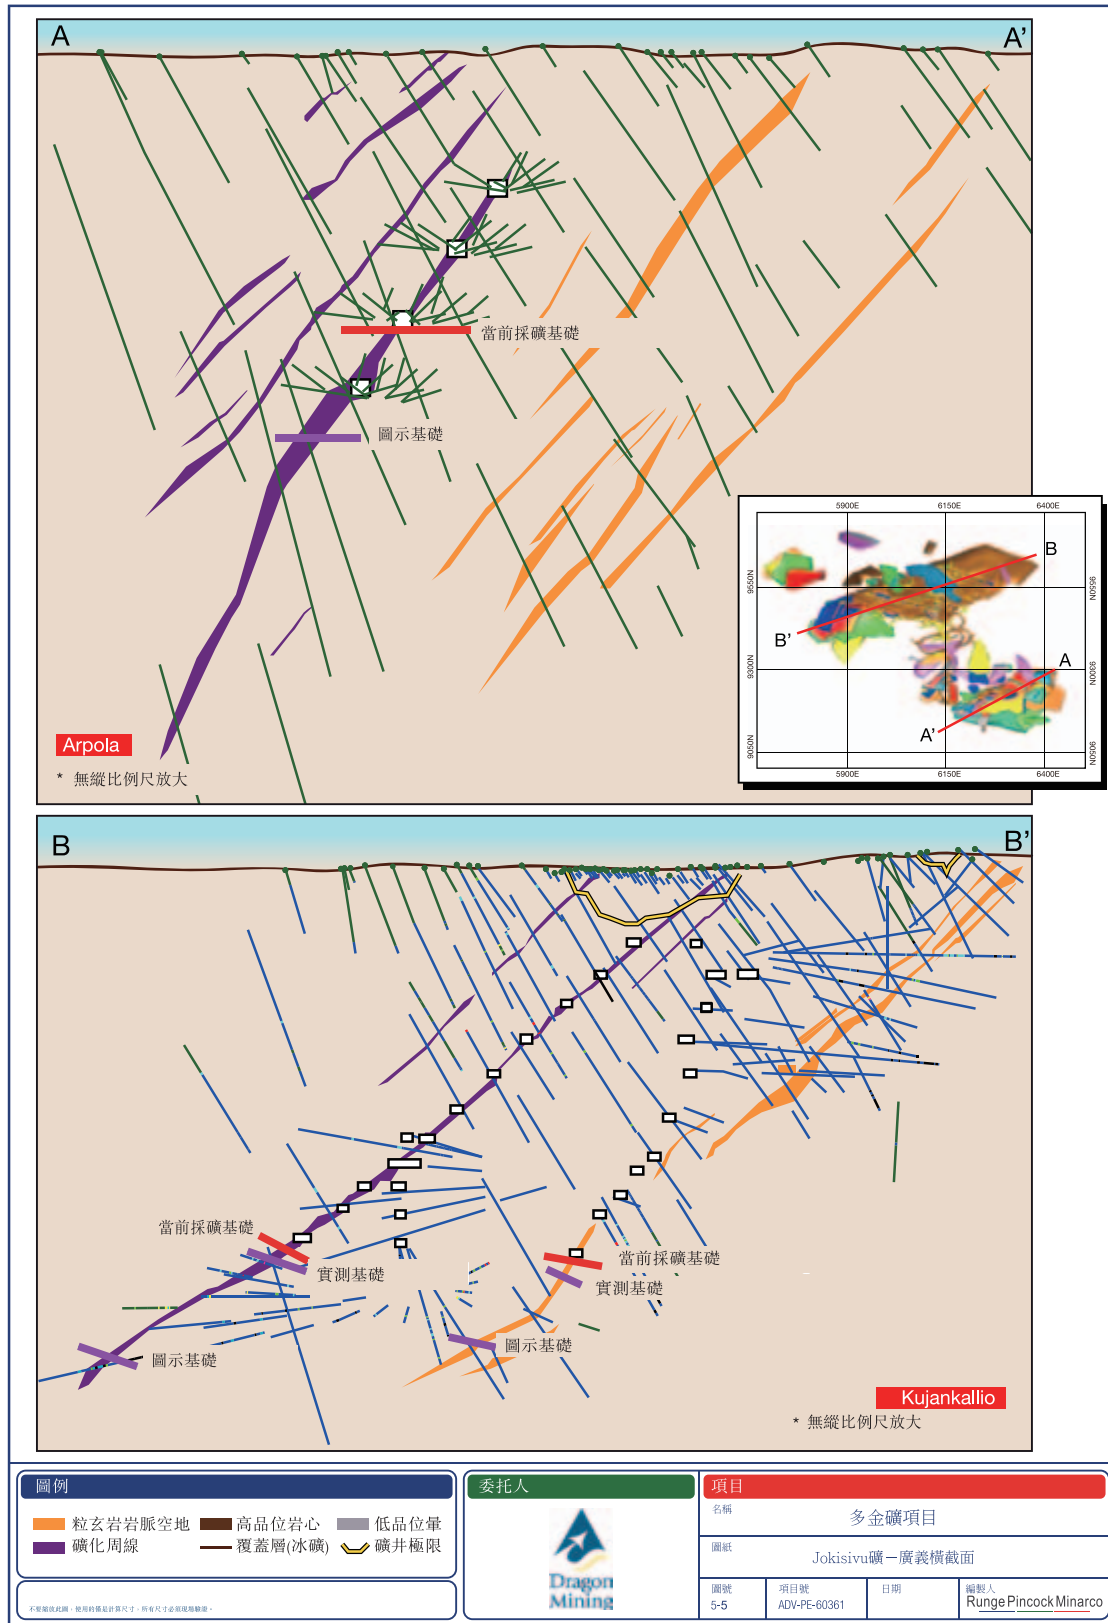 A
A'
當前採礦基礎
圖示基礎
5900E
6150E
6400E
9550N
9550N
B
B'
9300N
9300N
A
A'
9050N
9050N
5900E
6150E
6400E
Arpola
* 無縱比例尺放大
B
B'
當前採礦基礎
實測基礎
當前採礦基礎
實測基礎
圖示基礎
圖示基礎
Kujankallio
* 無縱比例尺放大
圖例
粒玄岩岩脈空地
高品位岩心
低品位暈
礦化周線
覆蓋層(冰礦)
礦井極限
委托人
Dragon
Mining
項目
名稱
多金礦項目
圖紙
Jokisivu礦－廣義橫截面
圖號
5-5
項目號
ADV-PE-60361
日期
編製人
Runge Pincock Minarco